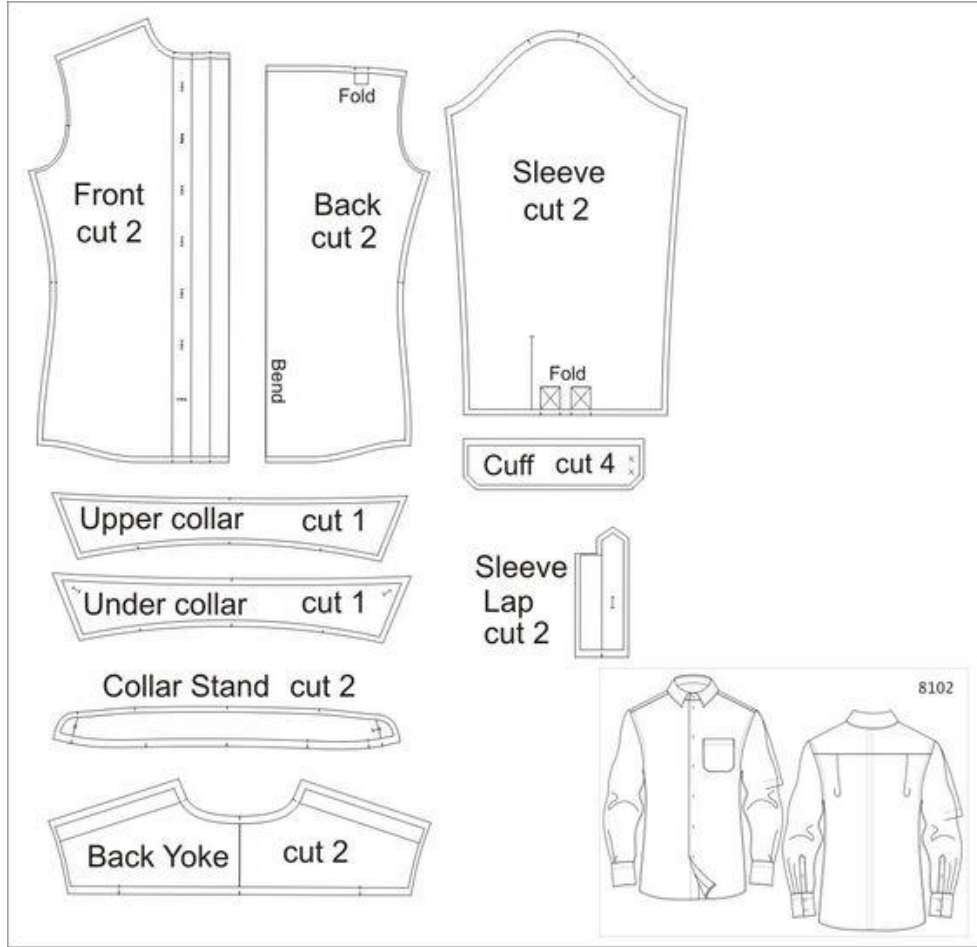 Front
cut 2
Fold
Back
cut 2
Bend
Sleeve
cut 2
Fold
Cuff cut 4
Upper collar cut 1
Under collar cut 1
Sleeve
Lap
cut 2
Collar Stand cut 2
Back Yoke cut 2
8102